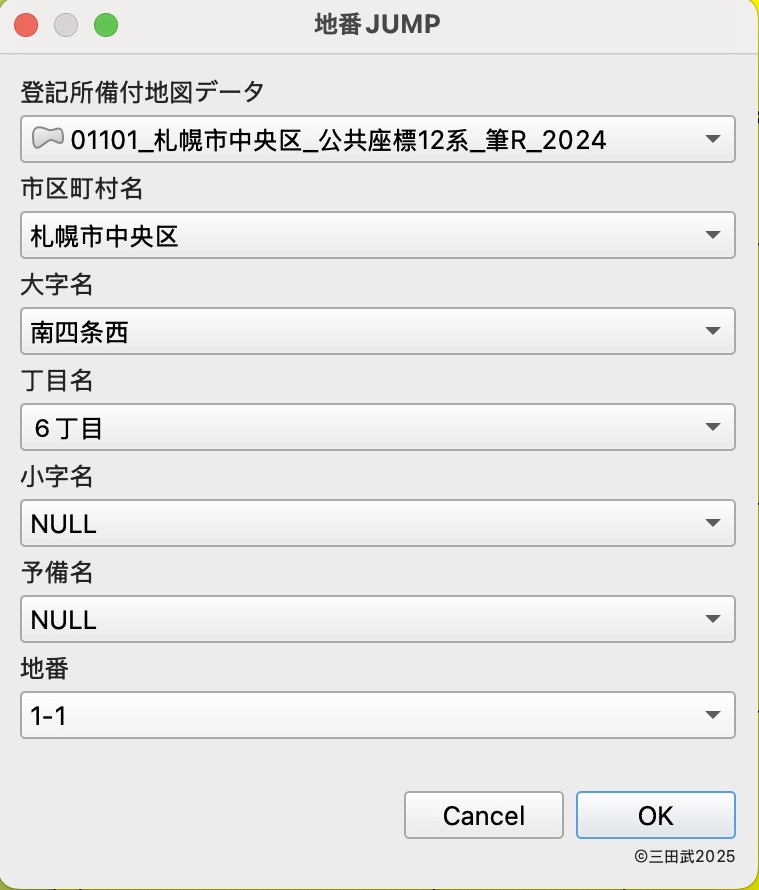 地番JUMP
登記所備付地図データ
01101_札幌市中央区_公共座標12系_筆R_2024
市区町村名
札幌市中央区
大字名
南四条西
丁目名
６丁目
小字名
NULL
予備名
NULL
地番
1-1
Cancel OK
©三田武2025